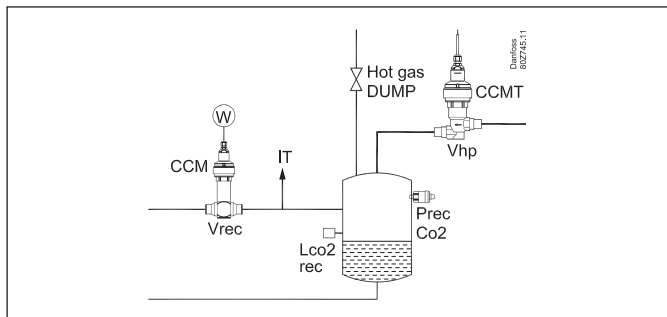 Danfoss
80Z745.11
Hot gas
DUMP
CCMT
W
CCM
IT
Vhp
Vrec
Prec
Co2
Lco2
rec